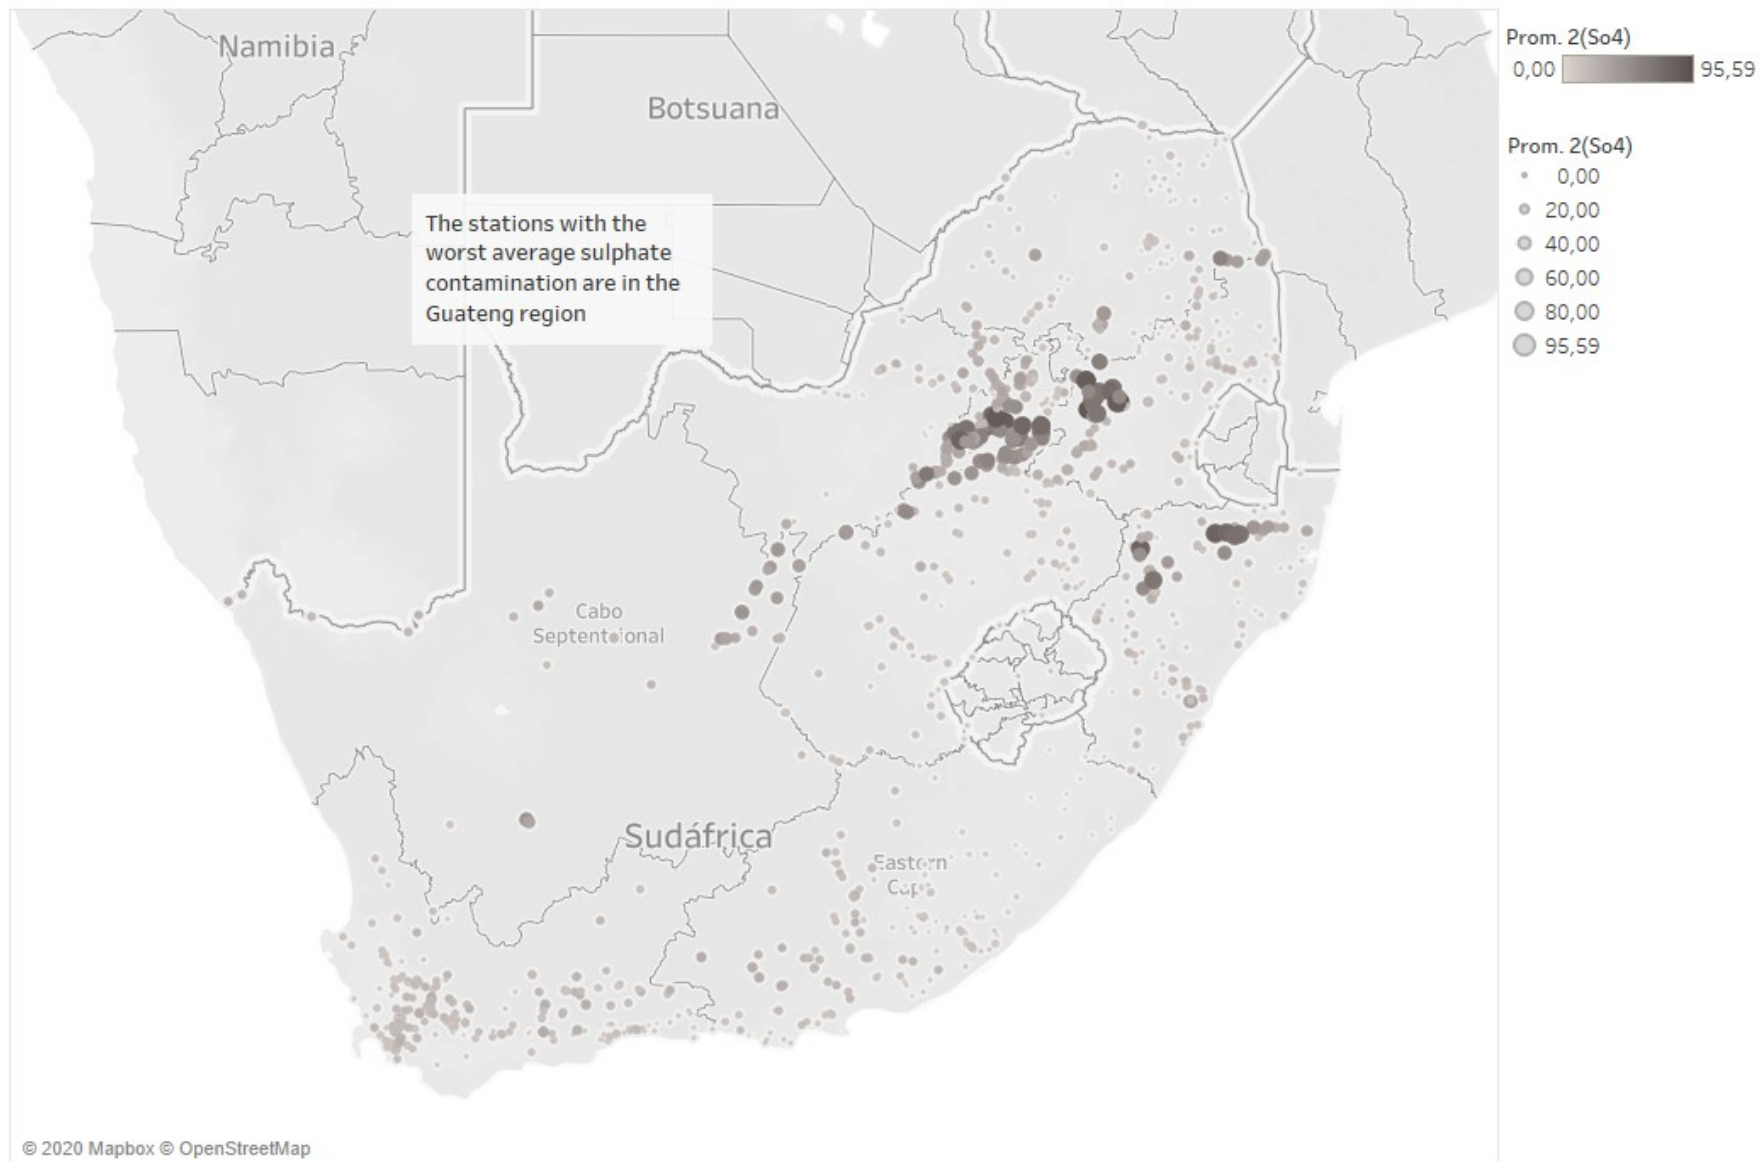 Namibia
Botsuana
The stations with the
worst average sulphate
contamination are in the
Guateng region
Cabo
Septentrional
Sudáfrica
Eastern
Cape
© 2020 Mapbox © OpenStreetMap
Prom. 2(So4)
0,00 95,59
Prom. 2(So4)
0,00
20,00
40,00
60,00
80,00
95,59